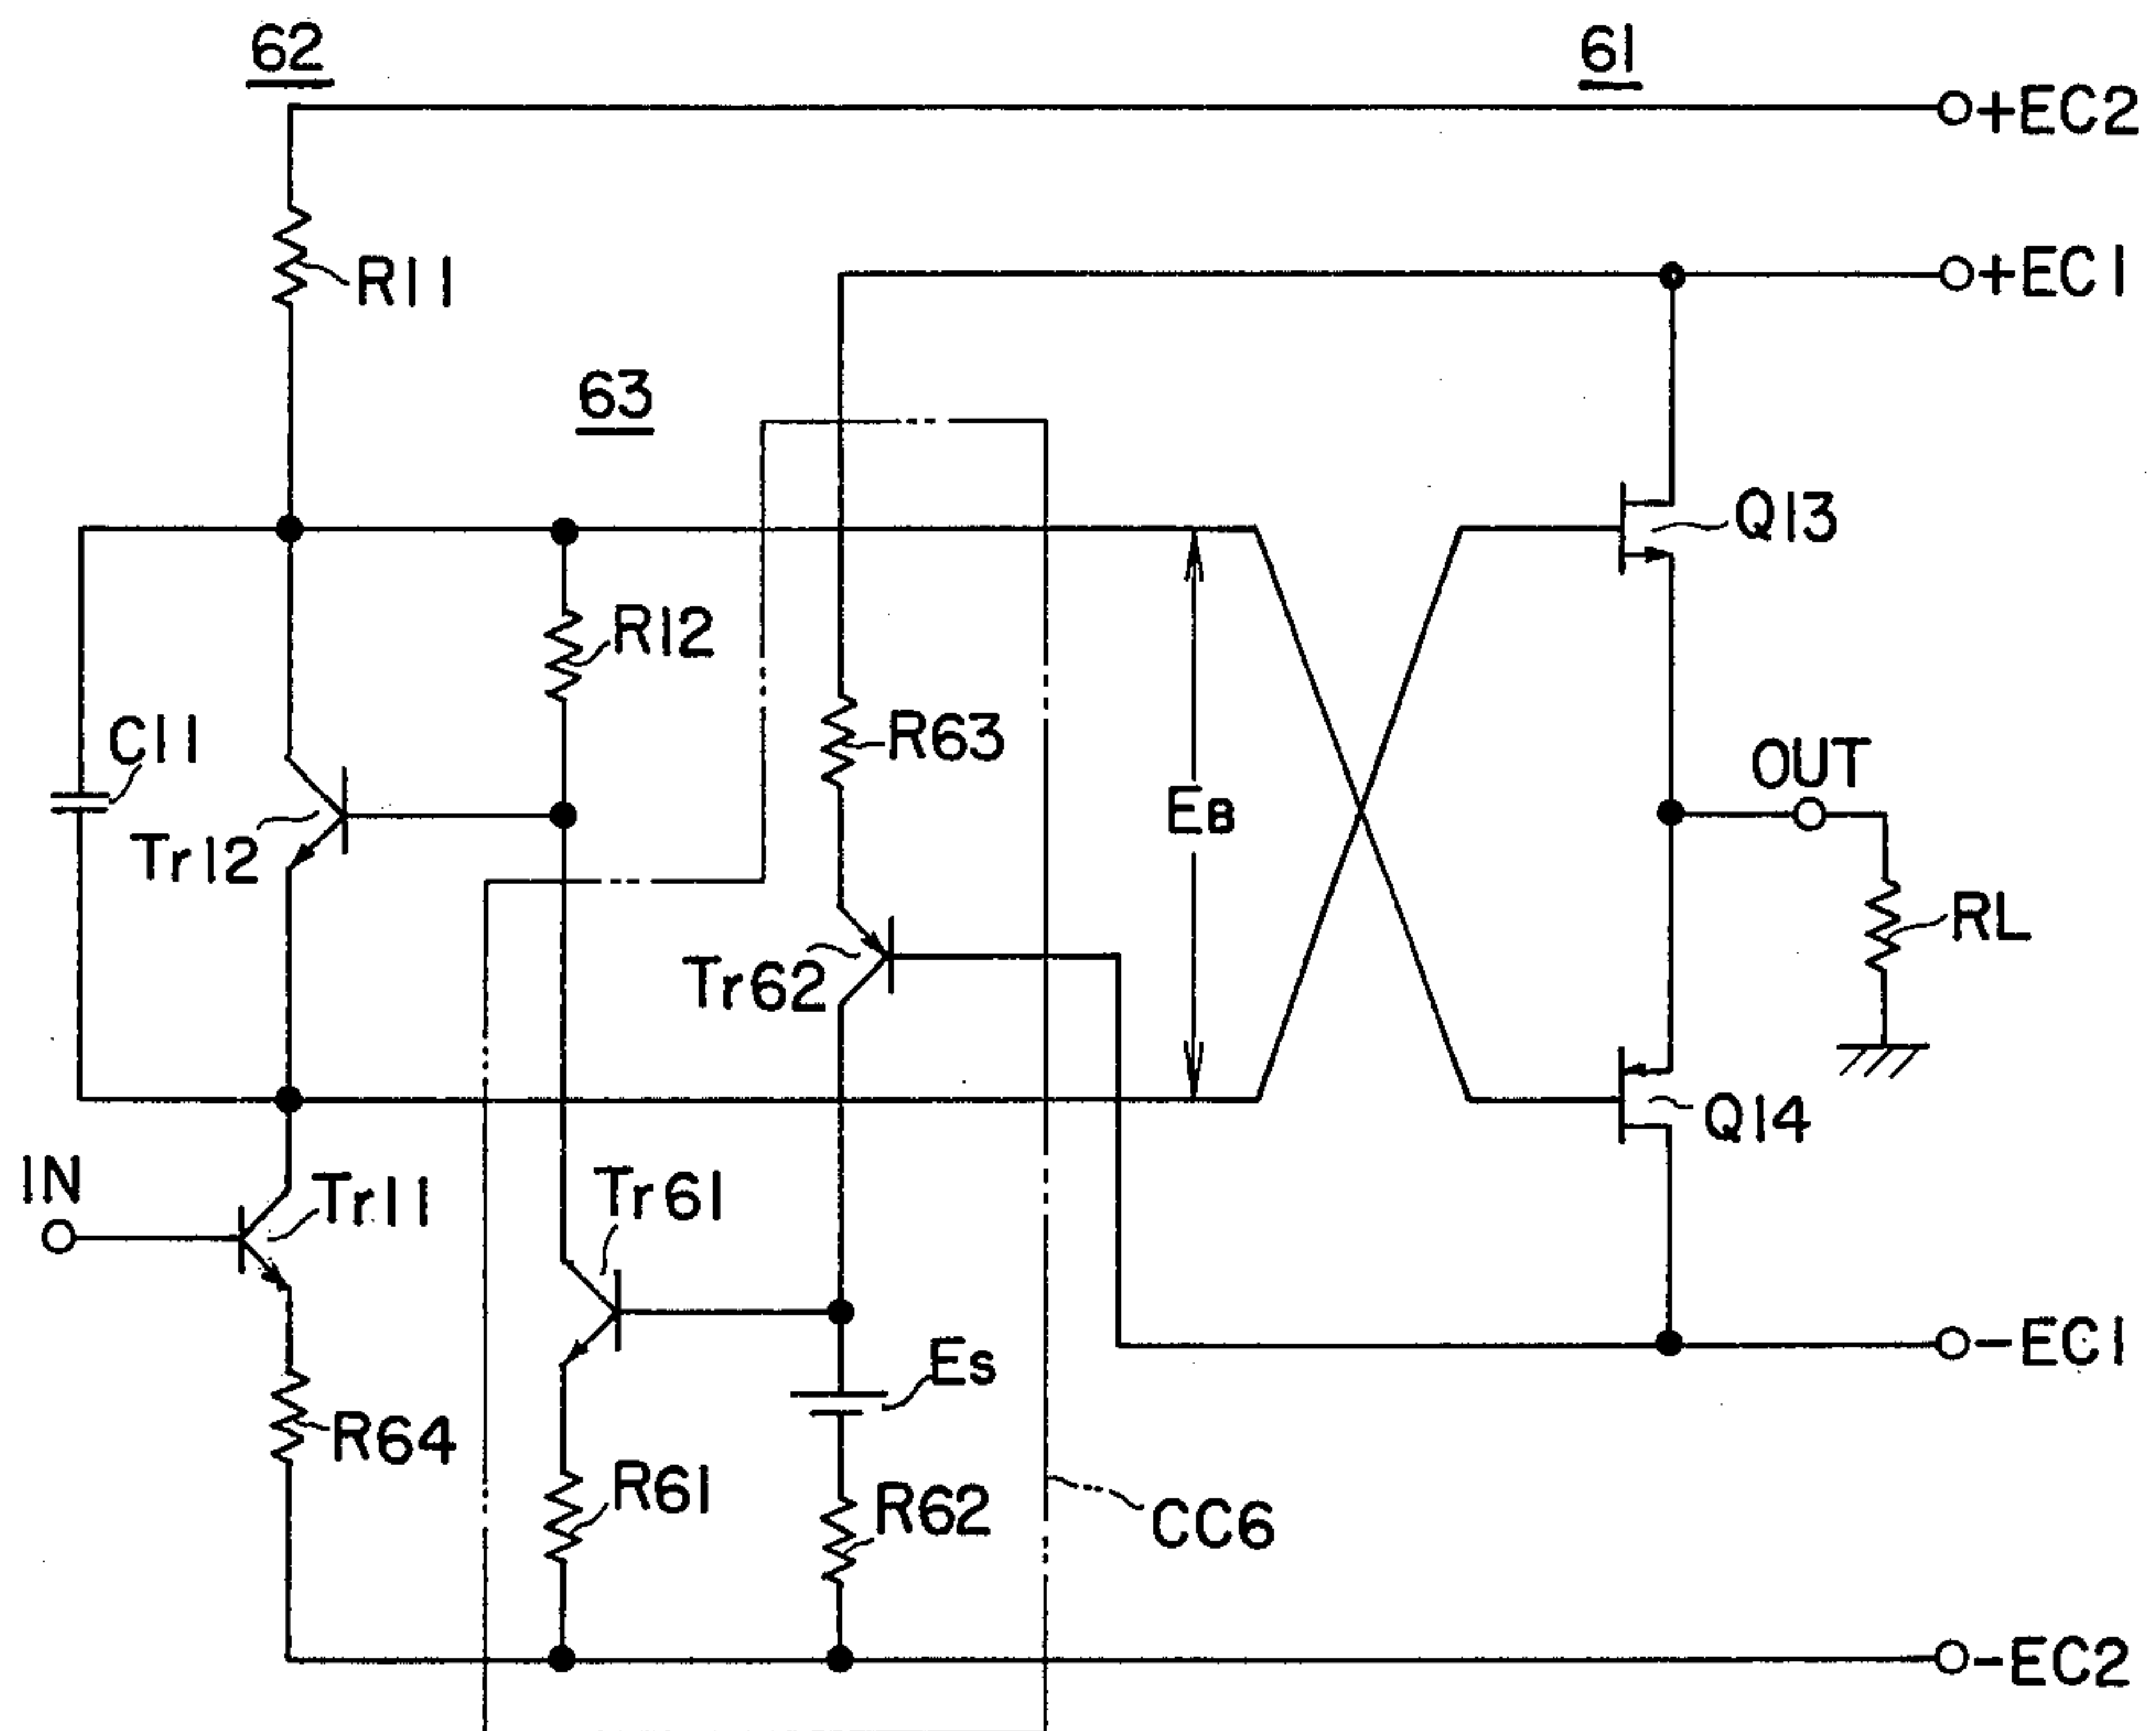 62
61
+EC2
+EC1
R11
63
Q13
R12
C11
R63
OUT
EB
Tr12
RL
Tr62
Q14
IN
Tr11
Tr61
-EC1
Es
R64
R61
R62
CC6
-EC2